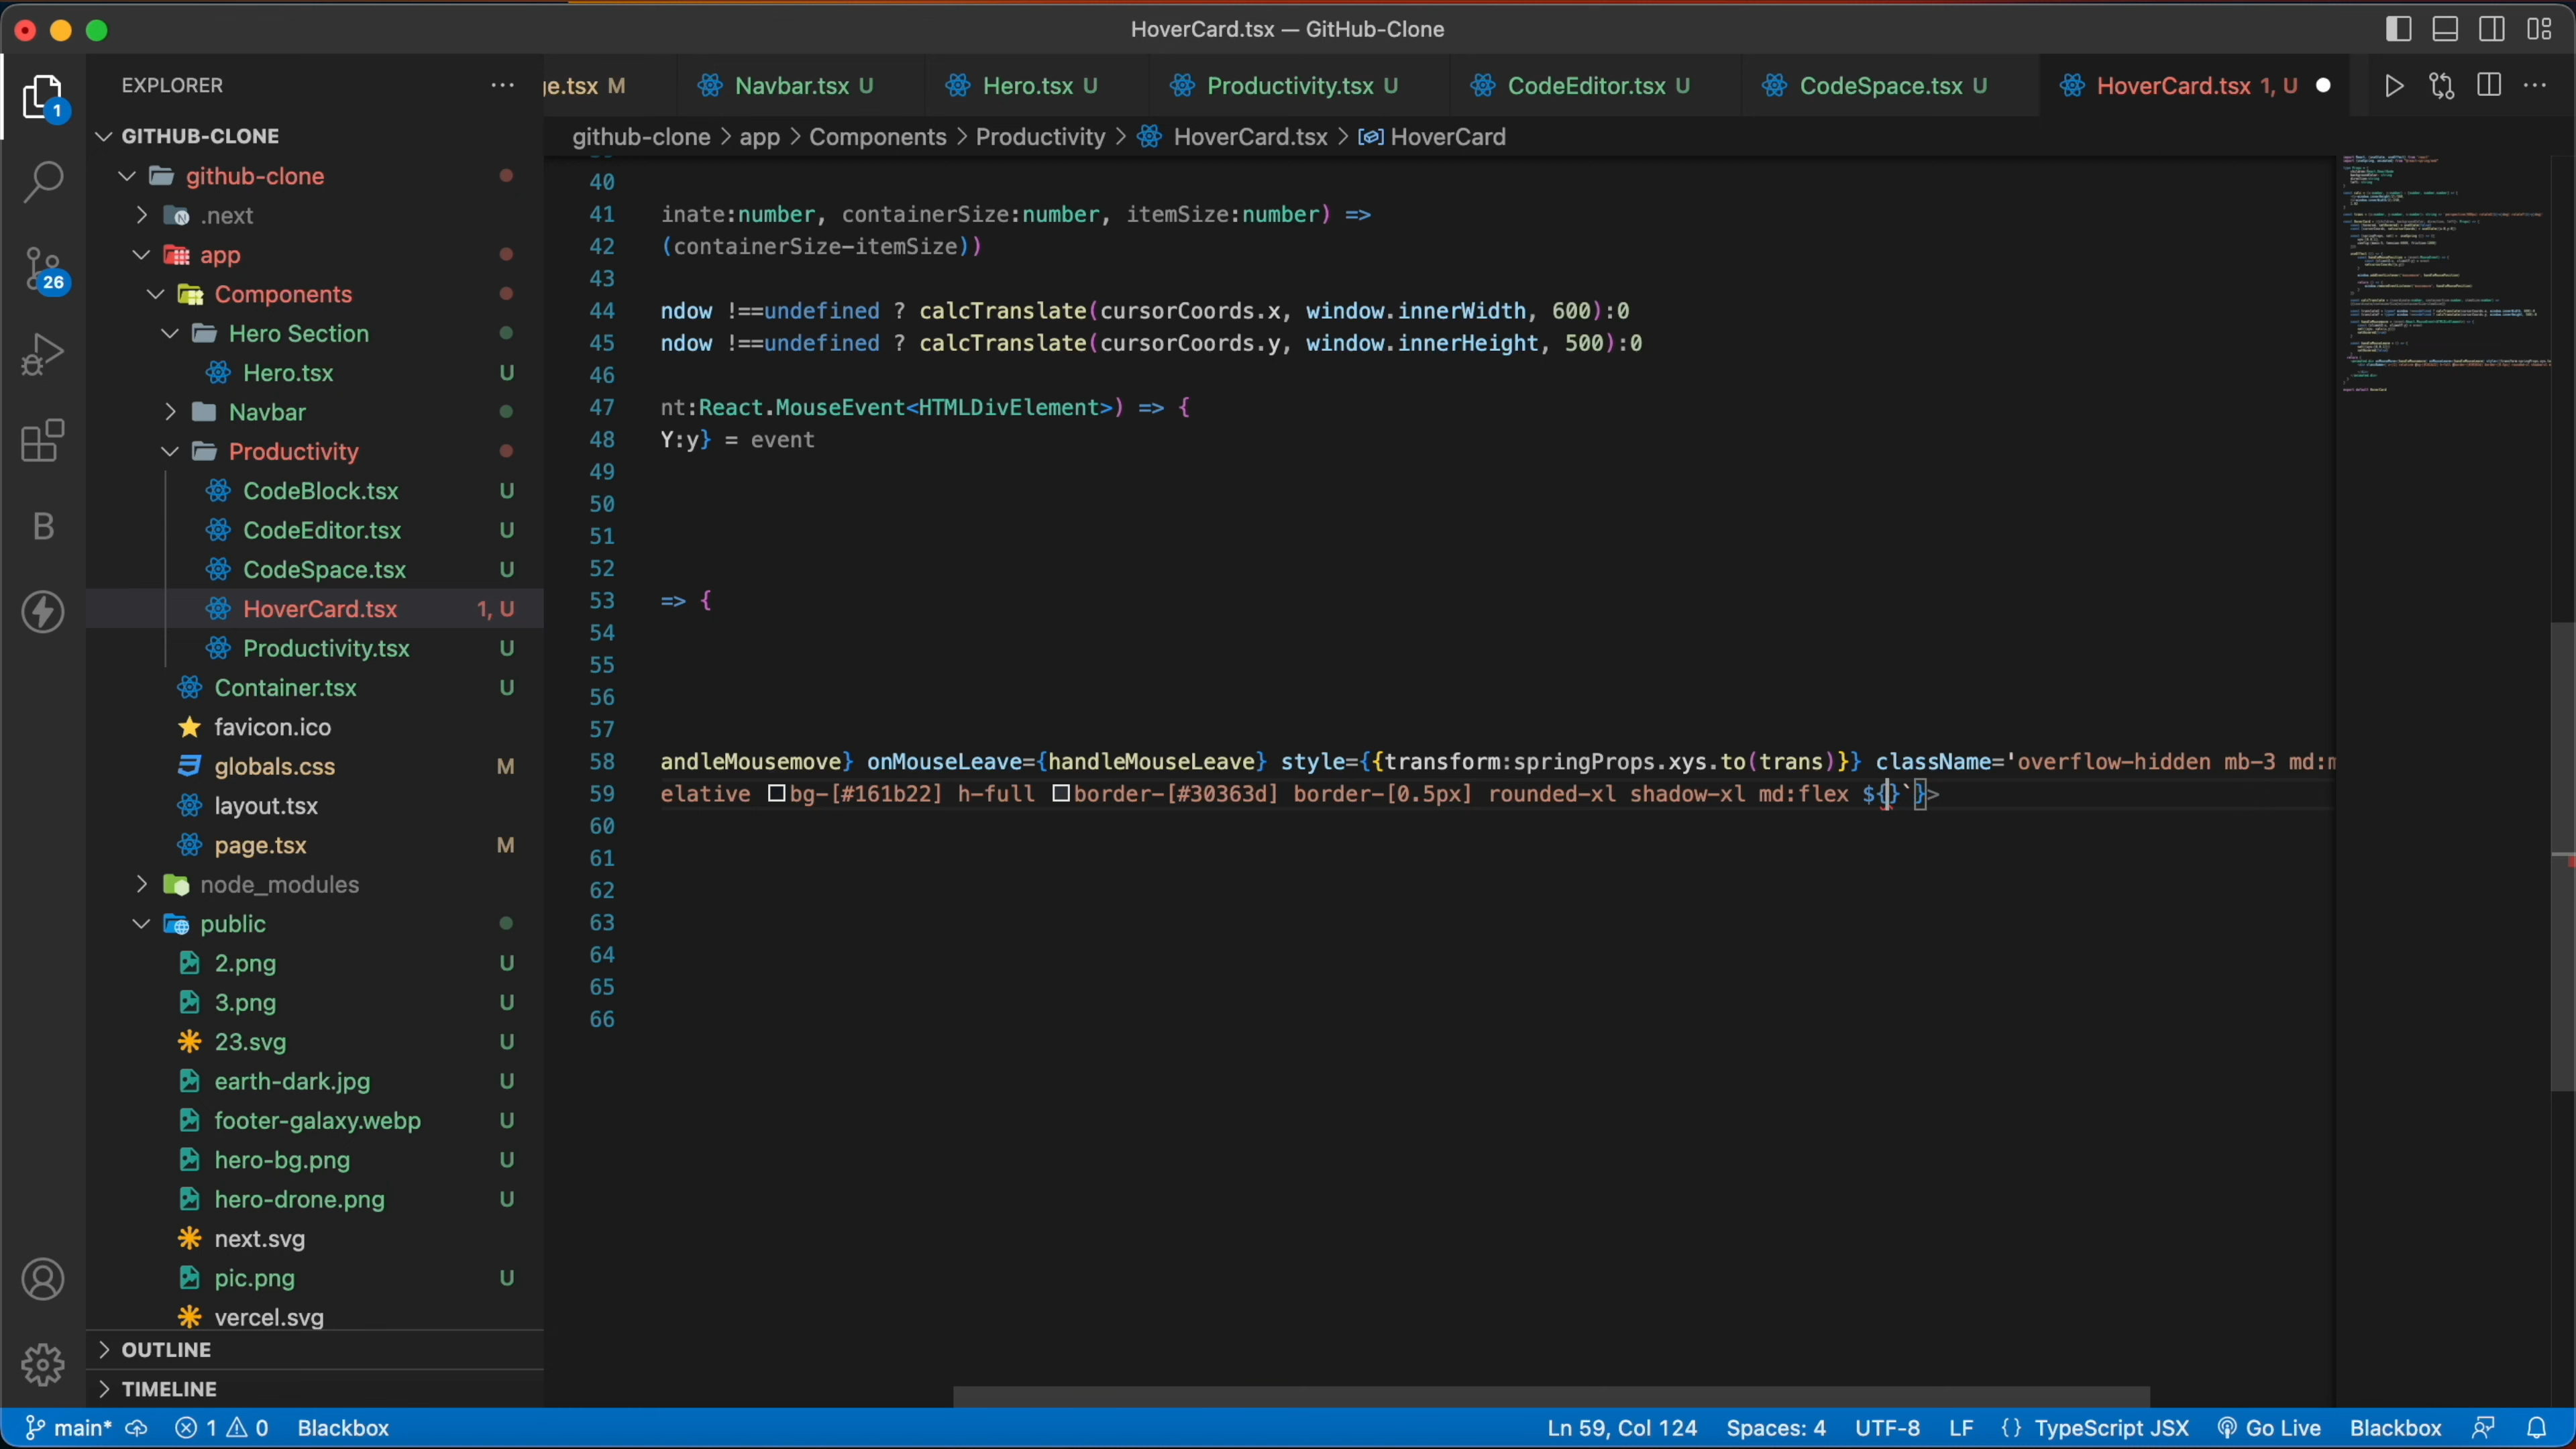 HoverCard.tsx — GitHub-Clone
EXPLORER
ge.tsx M
Navbar.tsx U
Hero.tsx U
Productivity.tsx U
CodeEditor.tsx U
CodeSpace.tsx U
HoverCard.tsx 1, U
github-clone > app > Components > Productivity > HoverCard.tsx > HoverCard
1
26
B
GITHUB-CLONE
github-clone
.next
app
Components
Hero Section
Hero.tsx U
Navbar
Productivity
CodeBlock.tsx U
CodeEditor.tsx U
CodeSpace.tsx U
HoverCard.tsx 1, U
Productivity.tsx U
Container.tsx U
favicon.ico
globals.css M
layout.tsx
page.tsx M
node_modules
public
2.png U
3.png U
23.svg U
earth-dark.jpg U
footer-galaxy.webp U
hero-bg.png U
hero-drone.png U
next.svg
pic.png U
vercel.svg
OUTLINE
TIMELINE
40
41 inate:number, containerSize:number, itemSize:number) =>
42 (containerSize-itemSize))
43
44 ndow !==undefined ? calcTranslate(cursorCoords.x, window.innerWidth, 600):0
45 ndow !==undefined ? calcTranslate(cursorCoords.y, window.innerHeight, 500):0
46
47 nt:React.MouseEvent<HTMLDivElement>) => {
48 Y:y} = event
49
50
51
52
53 => {
54
55
56
57
58 andleMousemove} onMouseLeave={handleMouseLeave} style={{transform:springProps.xys.to(trans)}} className='overflow-hidden mb-3 md:m
59 elative bg-[#161b22] h-full border-[#30363d] border-[0.5px] rounded-xl shadow-xl md:flex ${}`}>
60
61
62
63
64
65
66
main* 1 0 Blackbox
Ln 59, Col 124 Spaces: 4 UTF-8 LF {} TypeScript JSX Go Live Blackbox